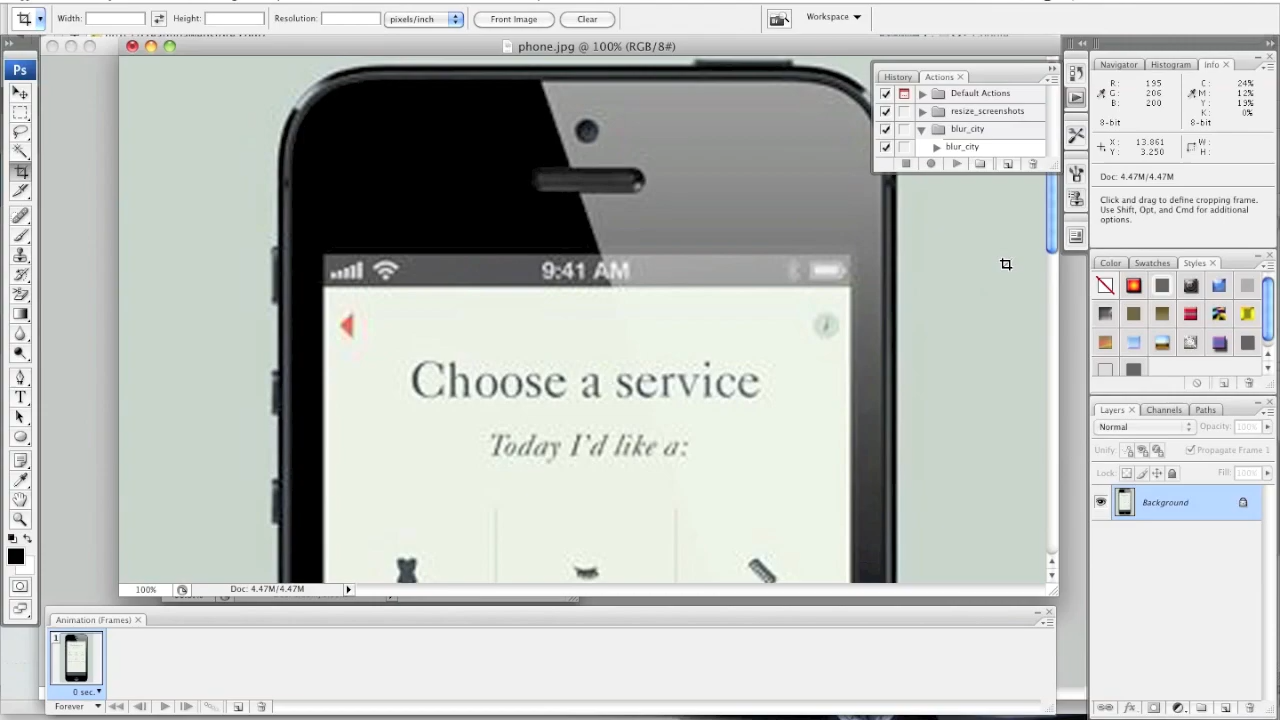 Width: Height: Resolution: pixels/inch Front Image Clear Workspace
phone.jpg @ 100% (RGB/8#)
Ps
History Actions
Default Actions
resize_screenshots
blur_city
blur_city
Navigator Histogram Info
R: 195 C: 24%
G: 206 M: 12%
B: 200 Y: 19%
K: 0%
8-bit 8-bit
X: 13.861 W:
Y: 3.250 H:
Doc: 4.47M/4.47M
Click and drag to define cropping frame.
Use Shift, Opt, and Cmd for additional
options.
Color Swatches Styles
9:41 AM
Choose a service
Today I'd like a:
Layers Channels Paths
Normal Opacity: 100%
Unify: Propagate Frame 1
Lock: Fill: 100%
Background
100% Doc: 4.47M/4.47M
Animation (Frames)
1
0 sec.
Forever